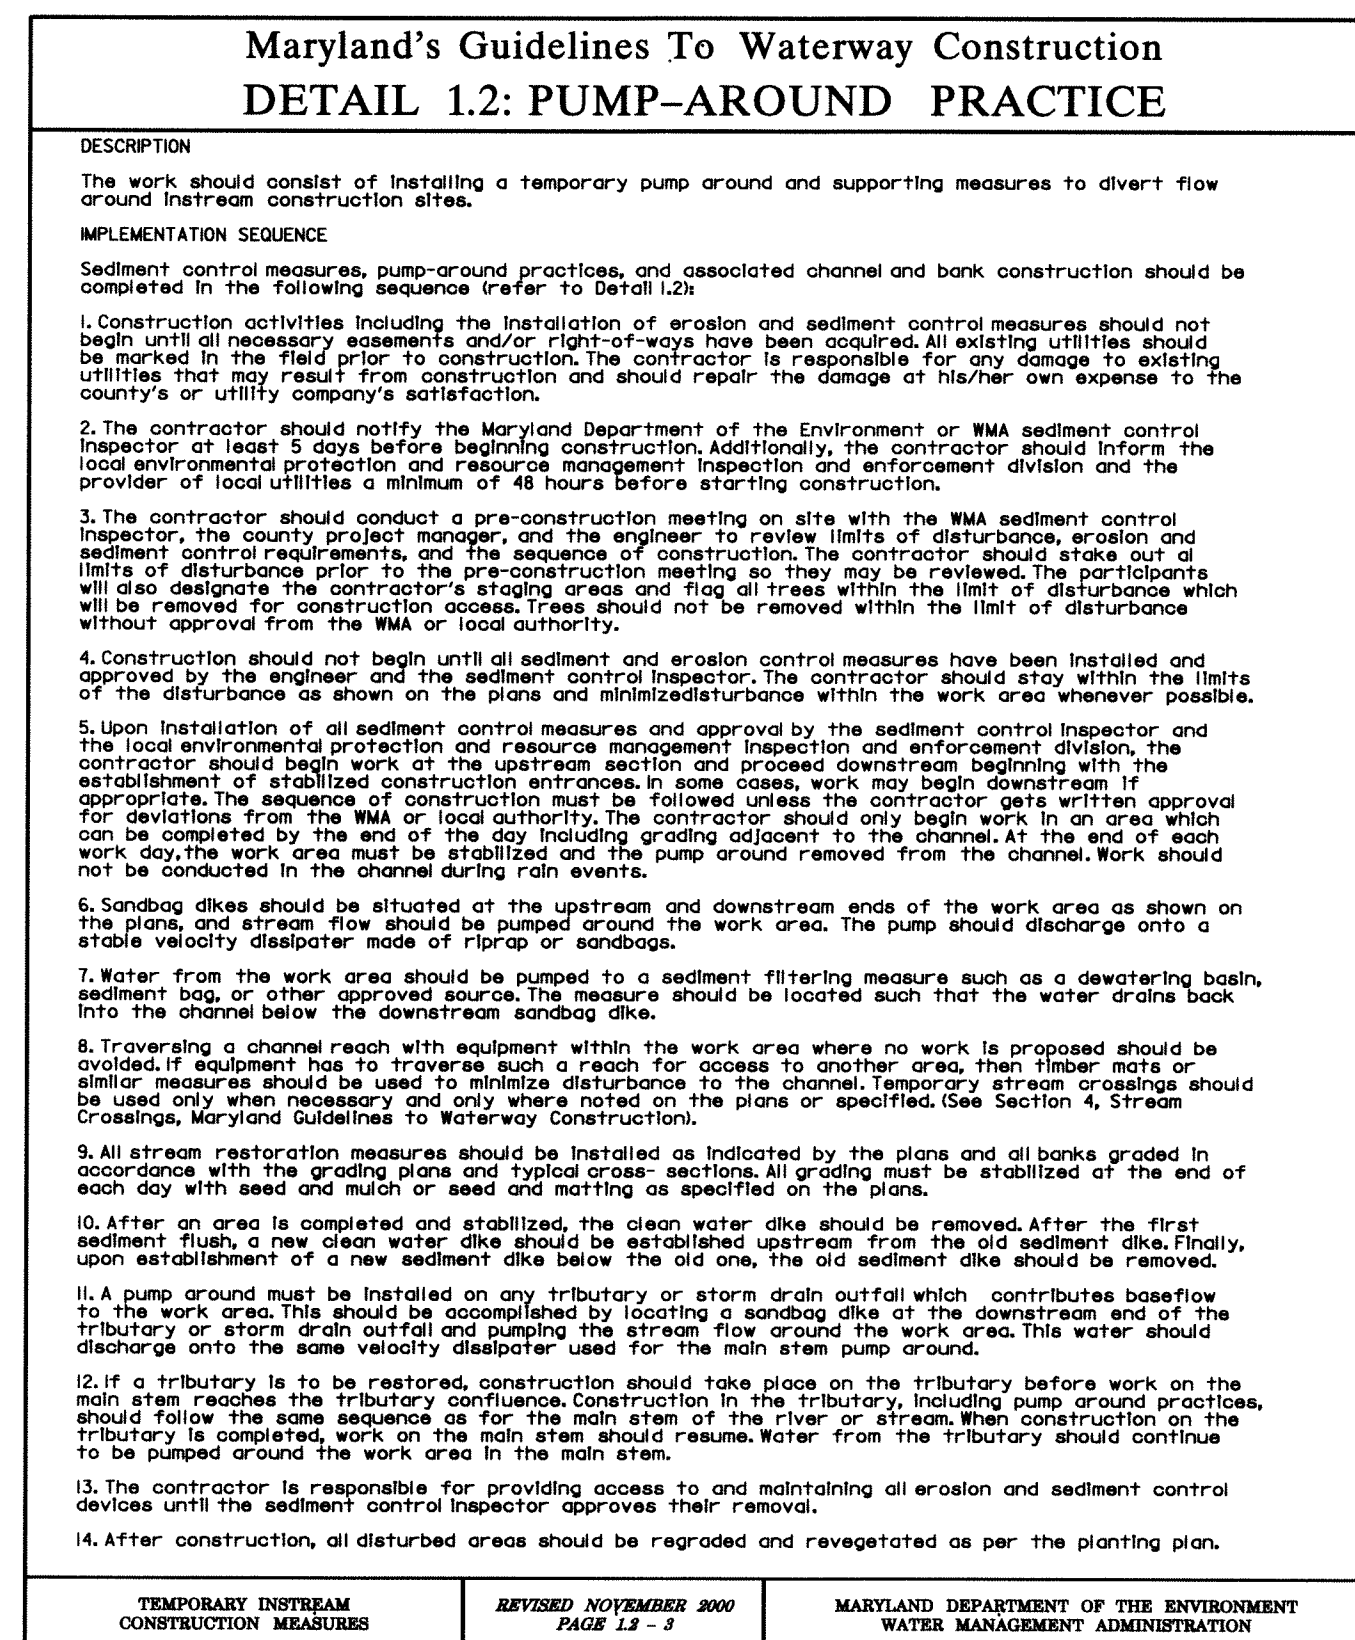 Maryland's Guidelines To Waterway Construction
DETAIL 1.2: PUMP-AROUND PRACTICE
DESCRIPTION
The work should consist of installing a temporary pump around and supporting measures to divert flow
around instream construction sites.
IMPLEMENTATION SEQUENCE
Sediment control measures, pump-around practices, and associated channel and bank construction should be
completed in the following sequence (refer to Detail 1.2):
1. Construction activities including the installation of erosion and sediment control measures should not
begin until all necessary easements and/or right-of-ways have been acquired. All existing utilities should
be marked in the field prior to construction. The contractor is responsible for any damage to existing
utilities that may result from construction and should repair the damage at his/her own expense to the
county's or utility company's satisfaction.
2. The contractor should notify the Maryland Department of the Environment or WMA sediment control
inspector at least 5 days before beginning construction. Additionally, the contractor should inform the
local environmental protection and resource management inspection and enforcement division and the
provider of local utilities a minimum of 48 hours before starting construction.
3. The contractor should conduct a pre-construction meeting on site with the WMA sediment control
inspector, the county project manager, and the engineer to review limits of disturbance, erosion and
sediment control requirements, and the sequence of construction. The contractor should stake out al
limits of disturbance prior to the pre-construction meeting so they may be reviewed. The participants
will also designate the contractor's staging areas and flag all trees within the limit of disturbance which
will be removed for construction access. Trees should not be removed within the limit of disturbance
without approval from the WMA or local authority.
4. Construction should not begin until all sediment and erosion control measures have been installed and
approved by the engineer and the sediment control inspector. The contractor should stay within the limits
of the disturbance as shown on the plans and minimizedisturbance within the work area whenever possible.
5. Upon installation of all sediment control measures and approval by the sediment control inspector and
the local environmental protection and resource management inspection and enforcement division, the
contractor should begin work at the upstream section and proceed downstream beginning with the
establishment of stabilized construction entrances. In some cases, work may begin downstream if
appropriate. The sequence of construction must be followed unless the contractor gets written approval
for deviations from the WMA or local authority. The contractor should only begin work in an area which
can be completed by the end of the day including grading adjacent to the channel. At the end of each
work day, the work area must be stabilized and the pump around removed from the channel. Work should
not be conducted in the channel during rain events.
6. Sandbag dikes should be situated at the upstream and downstream ends of the work area as shown on
the plans, and stream flow should be pumped around the work area. The pump should discharge onto a
stable velocity dissipater made of riprap or sandbags.
7. Water from the work area should be pumped to a sediment filtering measure such as a dewatering basin,
sediment bag, or other approved source. The measure should be located such that the water drains back
into the channel below the downstream sandbag dike.
8. Traversing a channel reach with equipment within the work area where no work is proposed should be
avoided. If equipment has to traverse such a reach for access to another area, then timber mats or
similar measures should be used to minimize disturbance to the channel. Temporary stream crossings should
be used only when necessary and only where noted on the plans or specified. (See Section 4, Stream
Crossings, Maryland Guidelines to Waterway Construction).
9. All stream restoration measures should be installed as indicated by the plans and all banks graded in
accordance with the grading plans and typical cross- sections. All grading must be stabilized at the end of
each day with seed and mulch or seed and matting as specified on the plans.
10. After an area is completed and stabilized, the clean water dike should be removed. After the first
sediment flush, a new clean water dike should be established upstream from the old sediment dike. Finally,
upon establishment of a new sediment dike below the old one, the old sediment dike should be removed.
11. A pump around must be installed on any tributary or storm drain outfall which contributes baseflow
to the work area. This should be accomplished by locating a sandbag dike at the downstream end of the
tributary or storm drain outfall and pumping the stream flow around the work area. This water should
discharge onto the same velocity dissipater used for the main stem pump around.
12. If a tributary is to be restored, construction should take place on the tributary before work on the
main stem reaches the tributary confluence. Construction in the tributary, including pump around practices,
should follow the same sequence as for the main stem of the river or stream. When construction on the
tributary is completed, work on the main stem should resume. Water from the tributary should continue
to be pumped around the work area in the main stem.
13. The contractor is responsible for providing access to and maintaining all erosion and sediment control
devices until the sediment control inspector approves their removal.
14. After construction, all disturbed areas should be regraded and revegetated as per the planting plan.
TEMPORARY INSTREAM
CONSTRUCTION MEASURES
REVISED NOVEMBER 2000
PAGE 1.2 - 3
MARYLAND DEPARTMENT OF THE ENVIRONMENT
WATER MANAGEMENT ADMINISTRATION